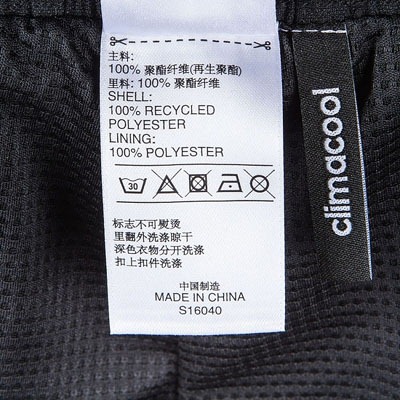 主料:
100% 聚酯纤维(再生聚酯)
里料: 100% 聚酯纤维
SHELL:
100% RECYCLED
POLYESTER
LINING:
100% POLYESTER
30
标志不可熨烫
里翻外洗涤晾干
深色衣物分开洗涤
扣上扣件洗涤
中国制造
MADE IN CHINA
S16040
climacool